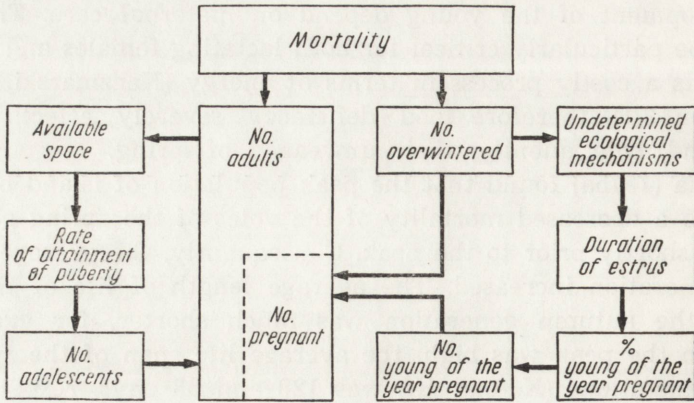 Mortality
Available
space
No.
adults
No.
overwintered
Undetermined
ecological
mechanisms
Rate
of attainment
of puberty
Duration
of estrus
No.
adolescents
No.
pregnant
No.
young of the
year pregnant
%
young of the
year pregnant